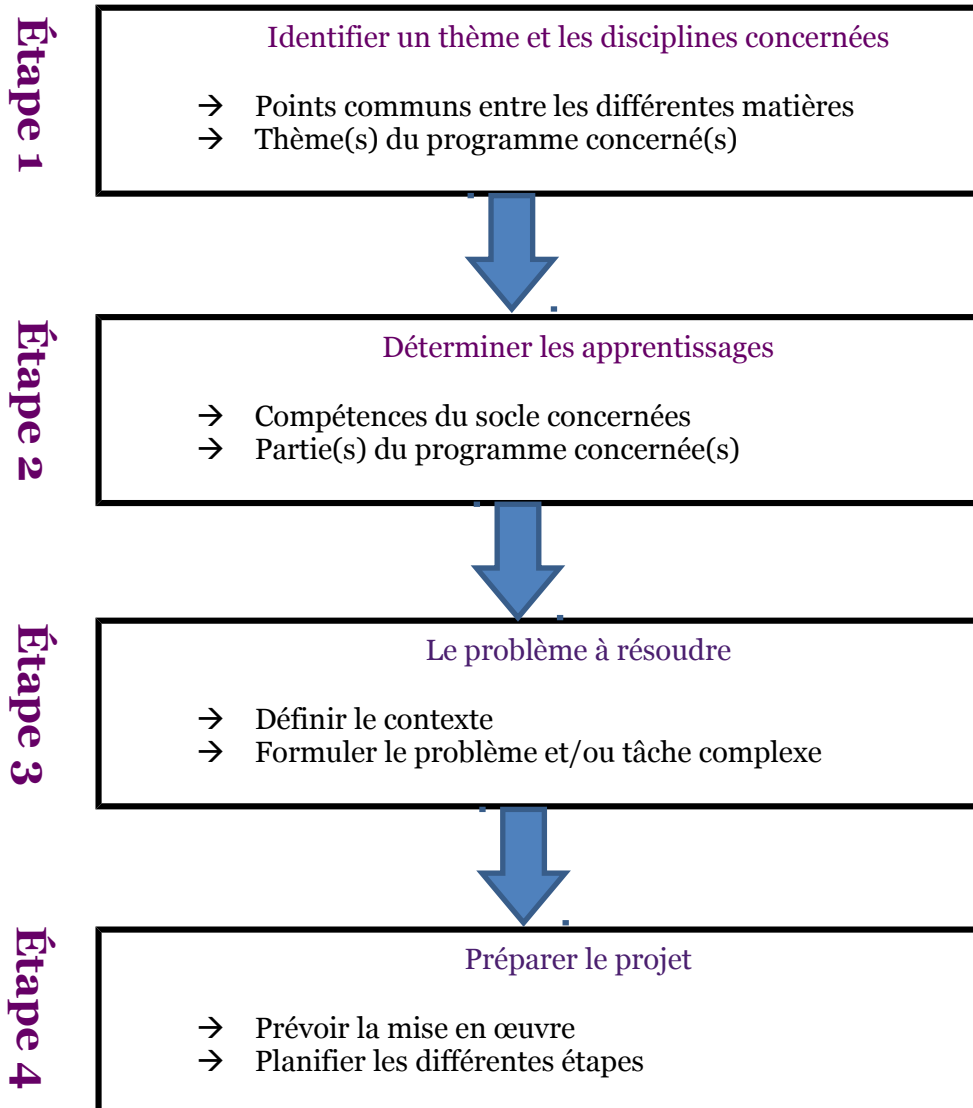 Étape 1
Identifier un thème et les disciplines concernées
→ Points communs entre les différentes matières
→ Thème(s) du programme concerné(s)
Étape 2
Déterminer les apprentissages
→ Compétences du socle concernées
→ Partie(s) du programme concernée(s)
Étape 3
Le problème à résoudre
→ Définir le contexte
→ Formuler le problème et/ou tâche complexe
Étape 4
Préparer le projet
→ Prévoir la mise en œuvre
→ Planifier les différentes étapes